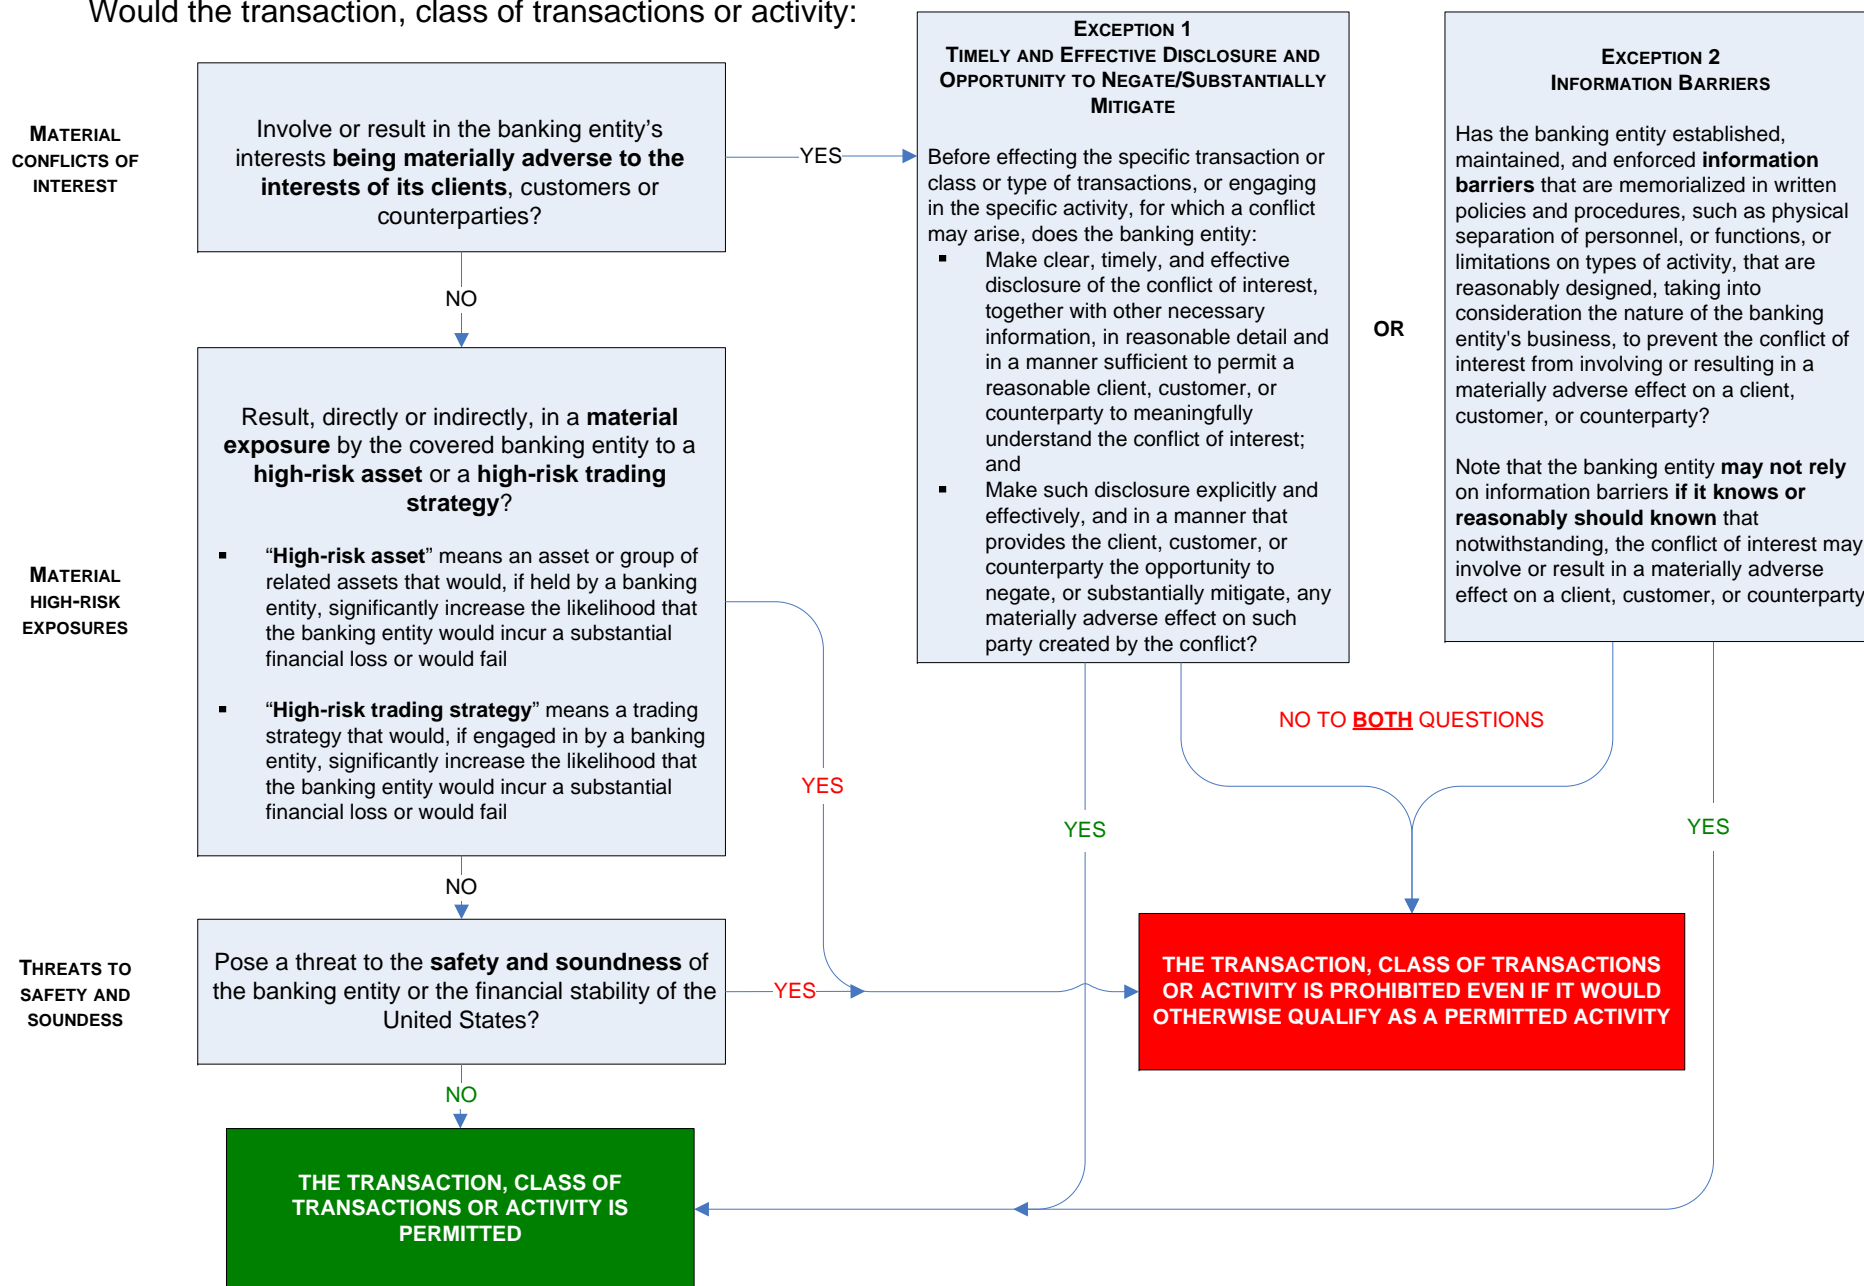 Would the transaction, class of transactions or activity:
MATERIAL
CONFLICTS OF
INTEREST
Involve or result in the banking entity’s
interests being materially adverse to the
interests of its clients, customers or
counterparties?
YES
NO
EXCEPTION 1
TIMELY AND EFFECTIVE DISCLOSURE AND
OPPORTUNITY TO NEGATE/SUBSTANTIALLY
MITIGATE
Before effecting the specific transaction or
class or type of transactions, or engaging
in the specific activity, for which a conflict
may arise, does the banking entity:
▪ Make clear, timely, and effective
disclosure of the conflict of interest,
together with other necessary
information, in reasonable detail and
in a manner sufficient to permit a
reasonable client, customer, or
counterparty to meaningfully
understand the conflict of interest;
and
▪ Make such disclosure explicitly and
effectively, and in a manner that
provides the client, customer, or
counterparty the opportunity to
negate, or substantially mitigate, any
materially adverse effect on such
party created by the conflict?
OR
EXCEPTION 2
INFORMATION BARRIERS
Has the banking entity established,
maintained, and enforced information
barriers that are memorialized in written
policies and procedures, such as physical
separation of personnel, or functions, or
limitations on types of activity, that are
reasonably designed, taking into
consideration the nature of the banking
entity's business, to prevent the conflict of
interest from involving or resulting in a
materially adverse effect on a client,
customer, or counterparty?
Note that the banking entity may not rely
on information barriers if it knows or
reasonably should known that
notwithstanding, the conflict of interest may
involve or result in a materially adverse
effect on a client, customer, or counterparty
MATERIAL
HIGH-RISK
EXPOSURES
Result, directly or indirectly, in a material
exposure by the covered banking entity to a
high-risk asset or a high-risk trading
strategy?
▪ “High-risk asset” means an asset or group of
related assets that would, if held by a banking
entity, significantly increase the likelihood that
the banking entity would incur a substantial
financial loss or would fail
▪ “High-risk trading strategy” means a trading
strategy that would, if engaged in by a banking
entity, significantly increase the likelihood that
the banking entity would incur a substantial
financial loss or would fail
YES
NO TO BOTH QUESTIONS
YES
YES
NO
THREATS TO
SAFETY AND
SOUNDESS
Pose a threat to the safety and soundness of
the banking entity or the financial stability of the
United States?
YES
THE TRANSACTION, CLASS OF TRANSACTIONS
OR ACTIVITY IS PROHIBITED EVEN IF IT WOULD
OTHERWISE QUALIFY AS A PERMITTED ACTIVITY
NO
THE TRANSACTION, CLASS OF
TRANSACTIONS OR ACTIVITY IS
PERMITTED